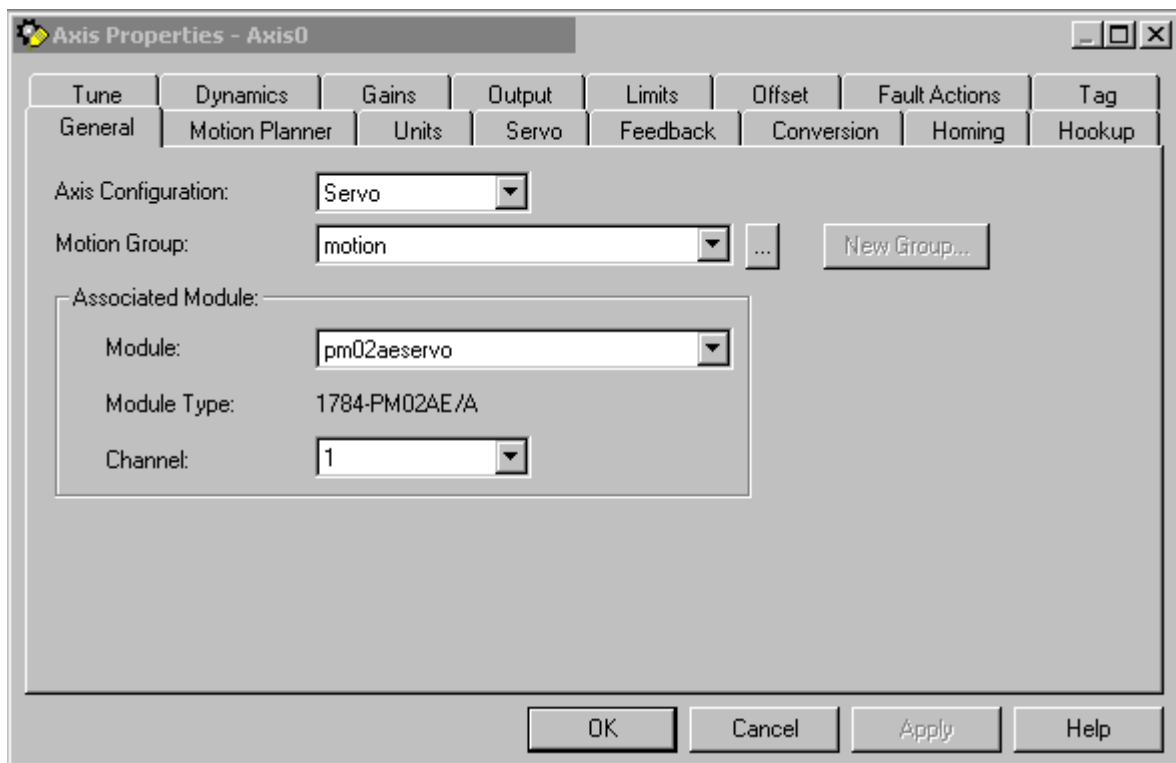 Axis Properties - Axis0
Tune Dynamics Gains Output Limits Offset Fault Actions Tag
General Motion Planner Units Servo Feedback Conversion Homing Hookup
Axis Configuration: Servo
Motion Group: motion ... New Group...
Associated Module:
Module: pm02aeservo
Module Type: 1784-PM02AE/A
Channel: 1
OK Cancel Apply Help